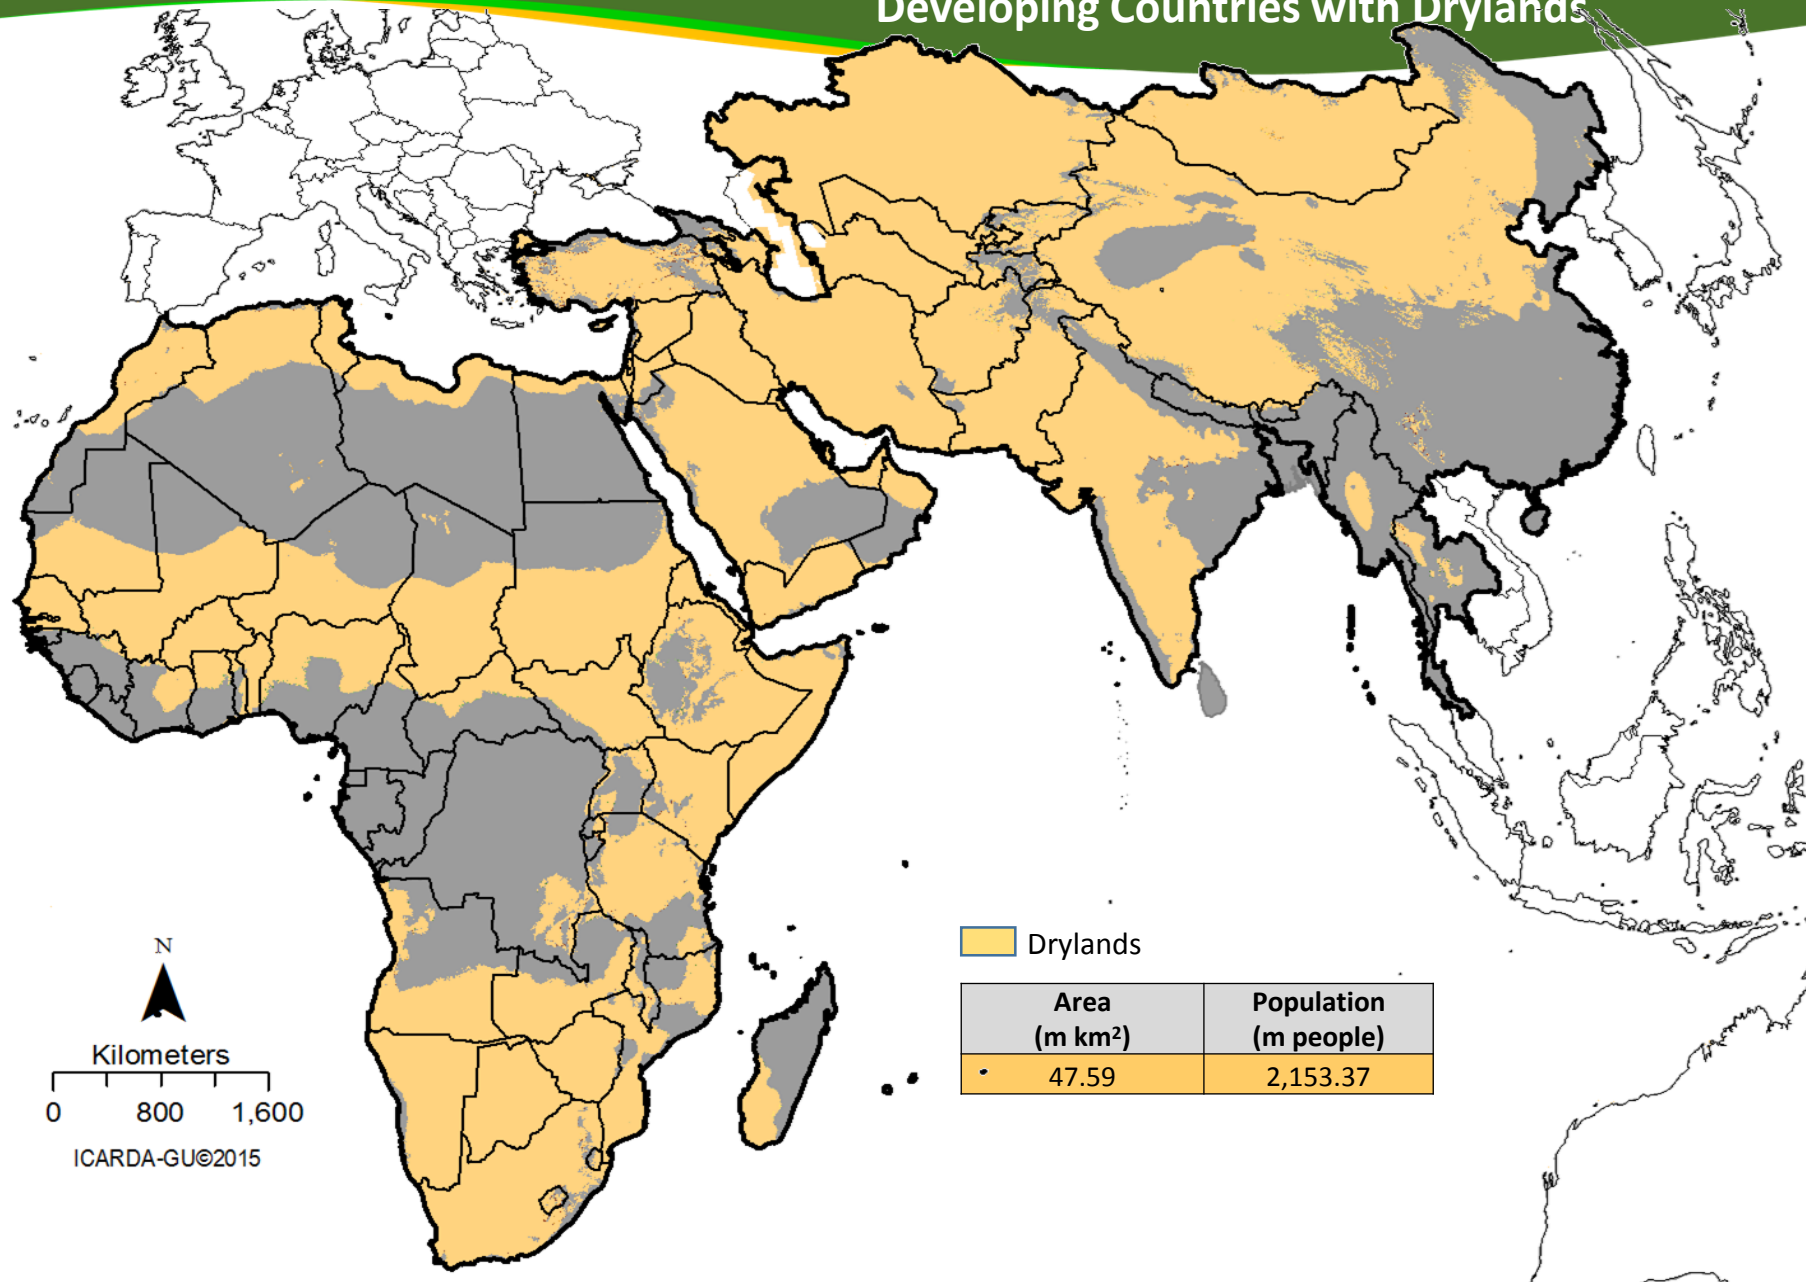 Developing Countries with Drylands
N
Kilometers
0 800 1,600
ICARDA-GU©2015
Drylands
Area (m km²)
Population (m people)
47.59
2,153.37